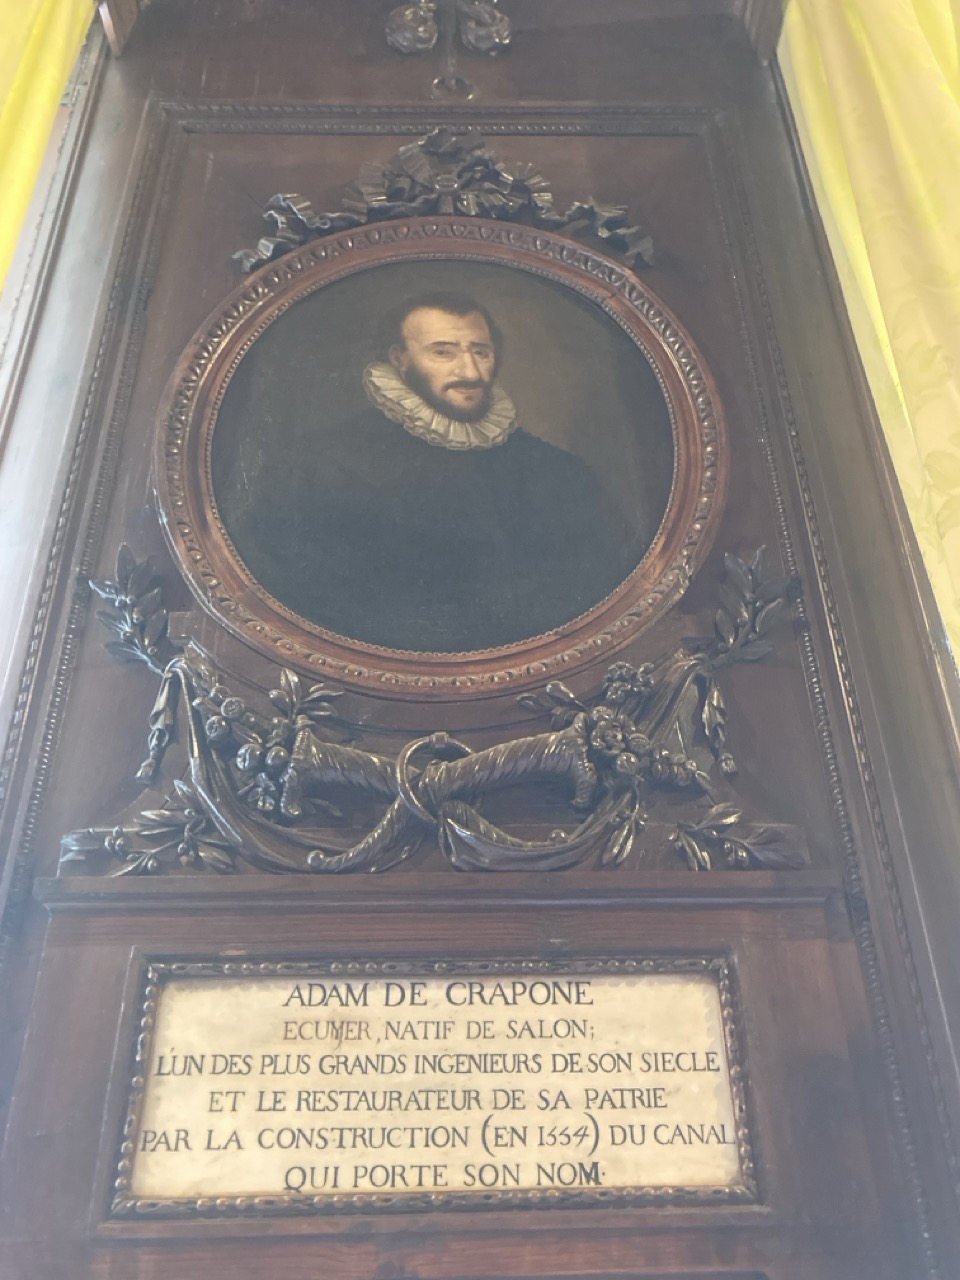 ADAM DE CRAPONE
ECUYER, NATIF DE SALON;
L'UN DES PLUS GRANDS INGENIEURS DE SON SIECLE
ET LE RESTAURATEUR DE SA PATRIE
PAR LA CONSTRUCTION (EN 1554) DU CANAL
QUI PORTE SON NOM.